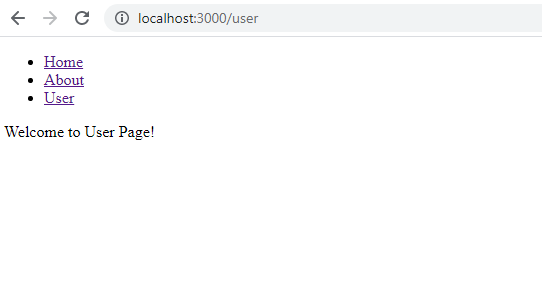 localhost:3000/user
Home
About
User
Welcome to User Page!